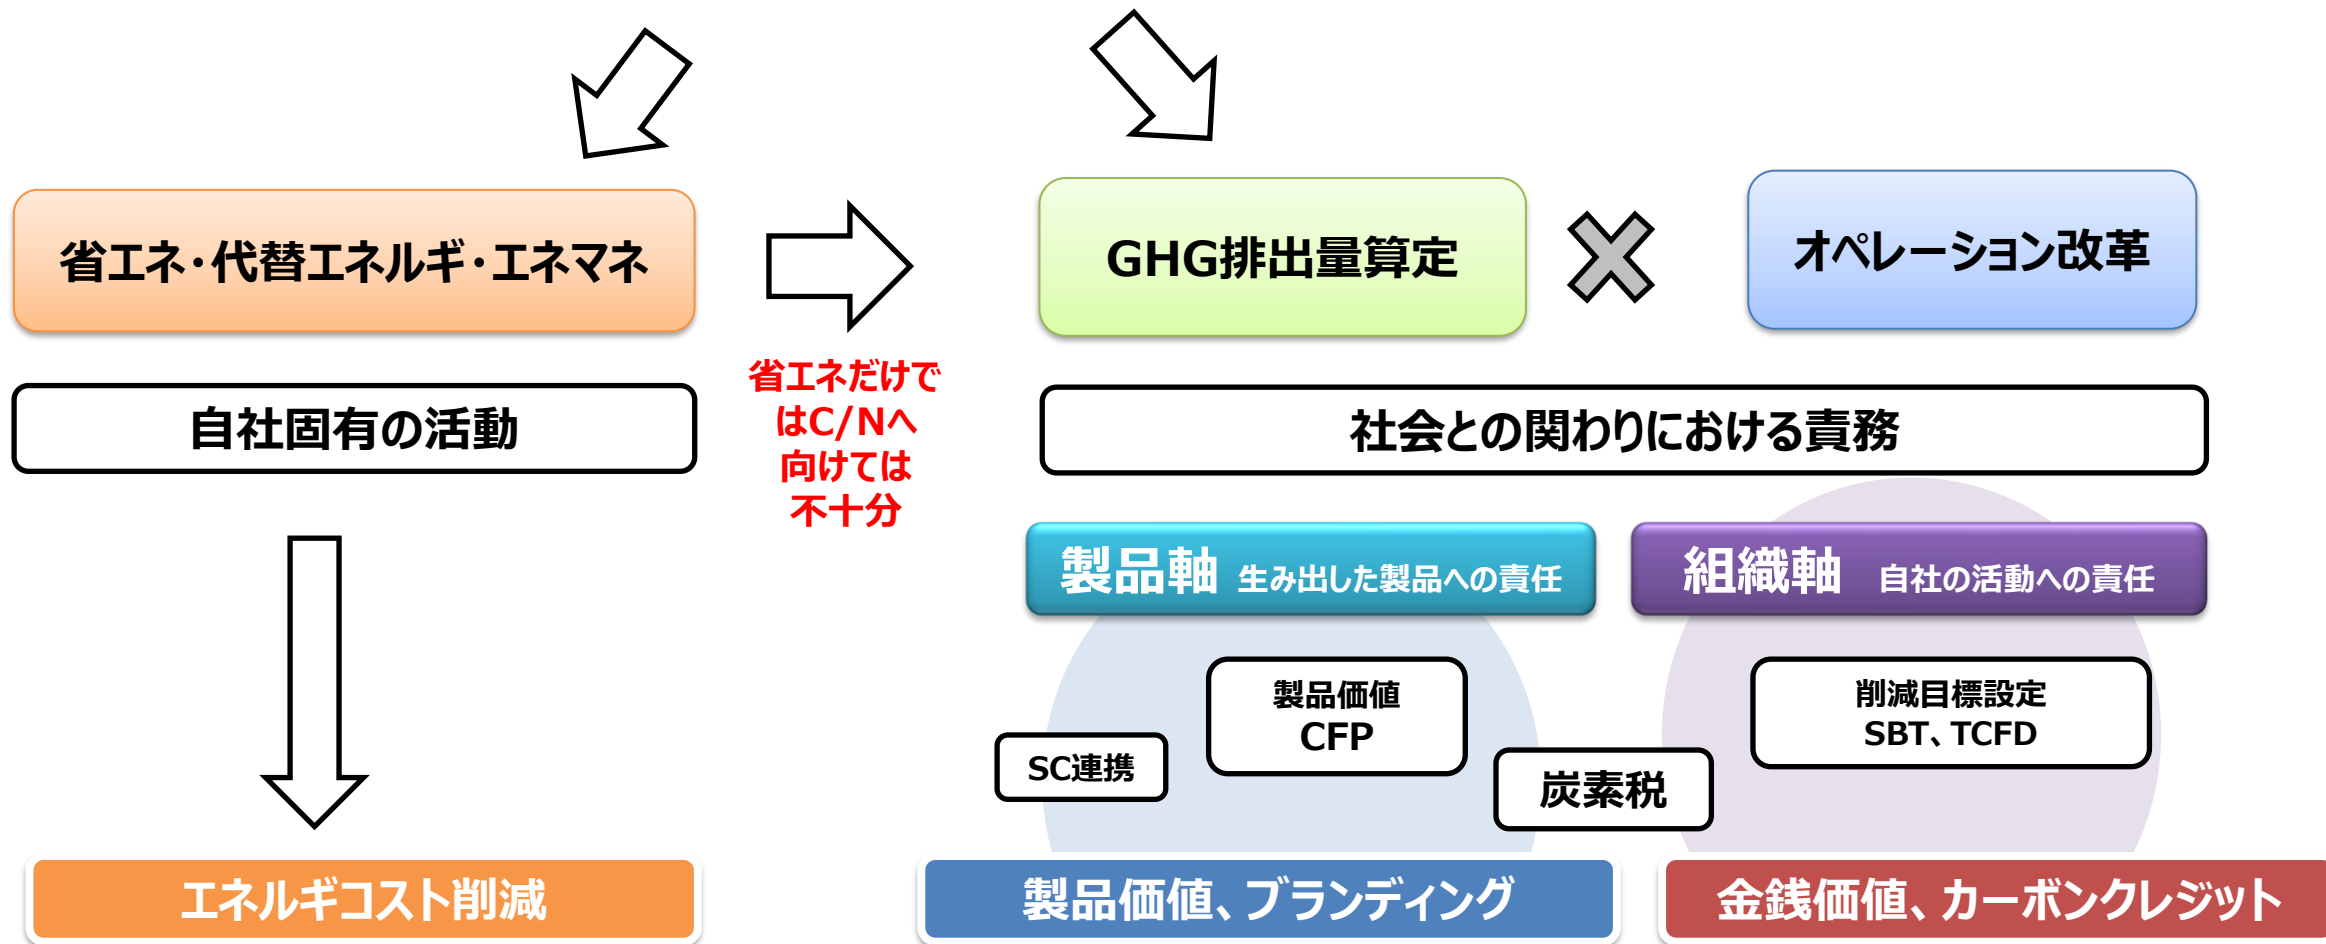 省エネ・代替エネルギ・エネマネ
GHG排出量算定
オペレーション改革
自社固有の活動
省エネだけで
はC/Nへ
向けては
不十分
社会との関わりにおける責務
製品軸 生み出した製品への責任
組織軸 自社の活動への責任
製品価値
CFP
削減目標設定
SBT、TCFD
SC連携
炭素税
エネルギコスト削減
製品価値、ブランディング
金銭価値、カーボンクレジット